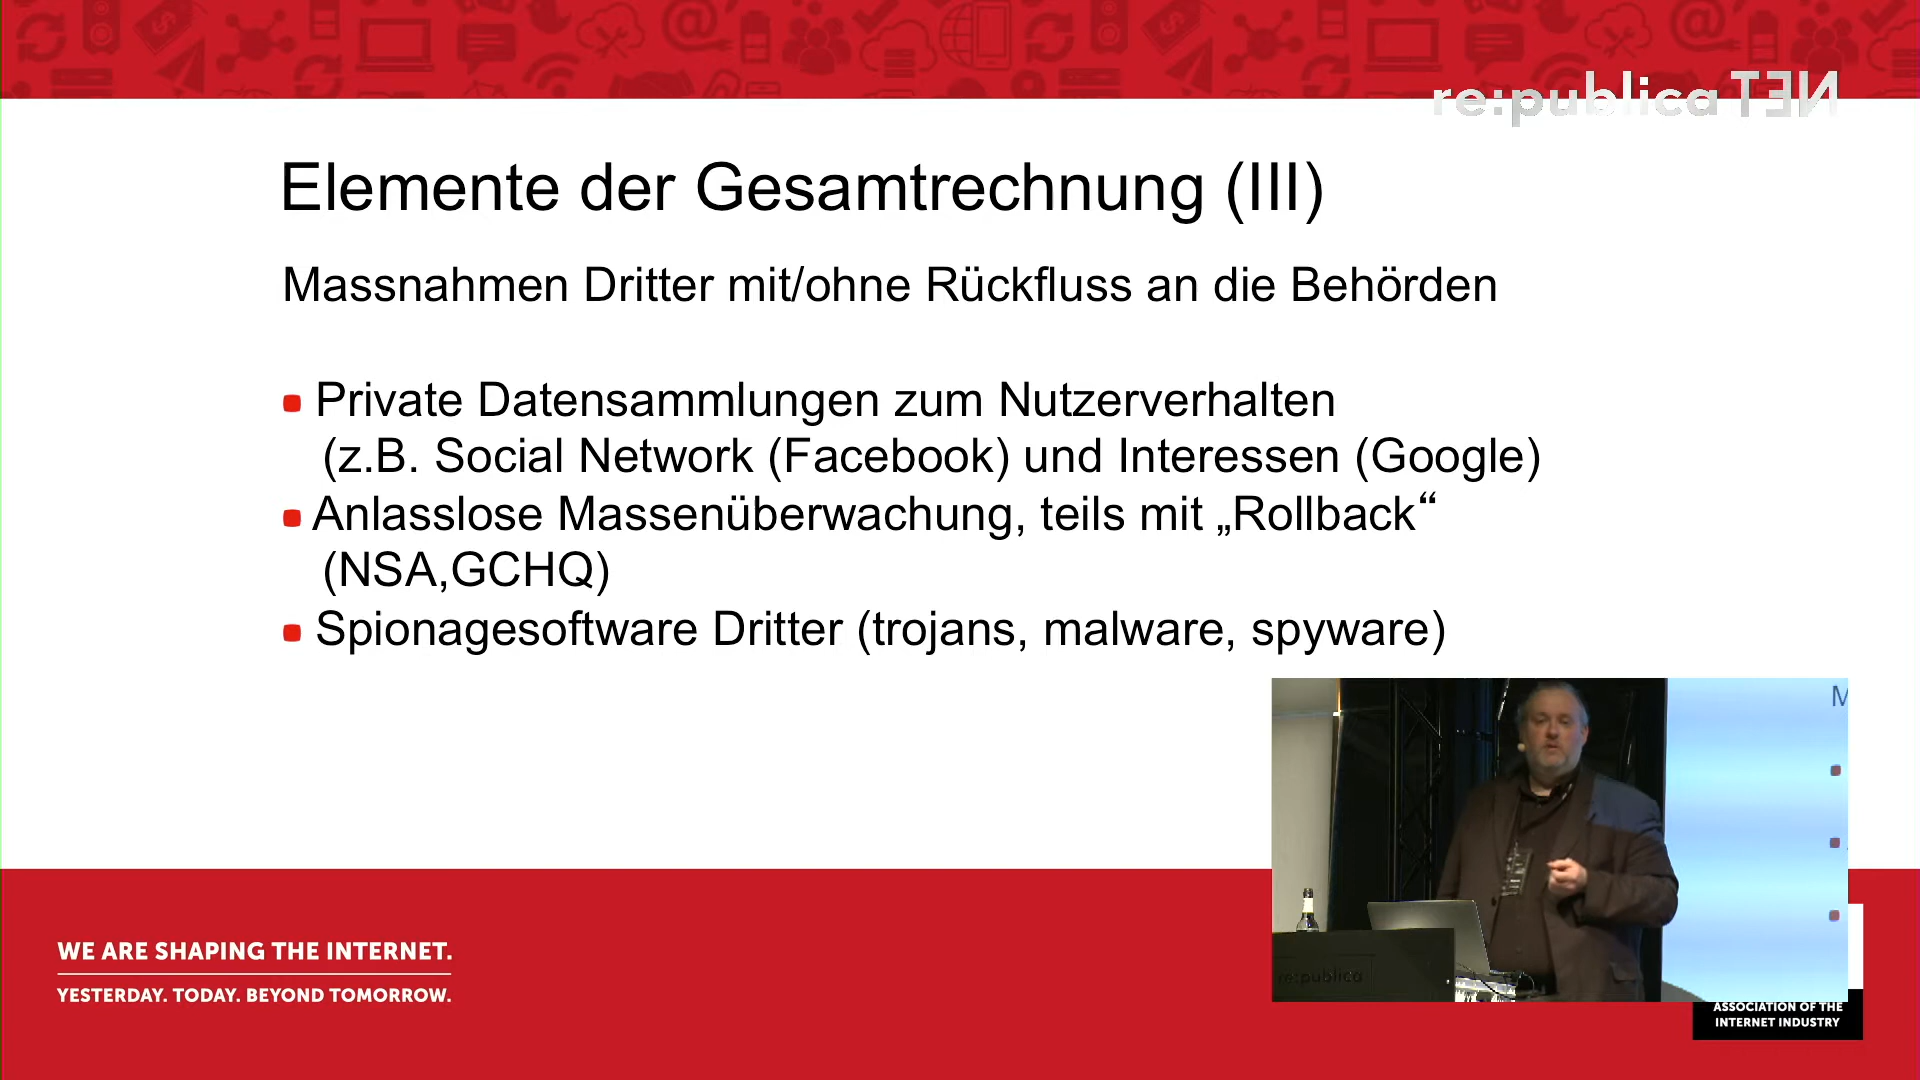 re:publica TEN
Elemente der Gesamtrechnung (III)
Massnahmen Dritter mit/ohne Rückfluss an die Behörden
Private Datensammlungen zum Nutzerverhalten
(z.B. Social Network (Facebook) und Interessen (Google)
Anlasslose Massenüberwachung, teils mit „Rollback“
(NSA,GCHQ)
Spionagesoftware Dritter (trojans, malware, spyware)
M
re:publica
WE ARE SHAPING THE INTERNET.
YESTERDAY. TODAY. BEYOND TOMORROW.
ASSOCIATION OF THE
INTERNET INDUSTRY